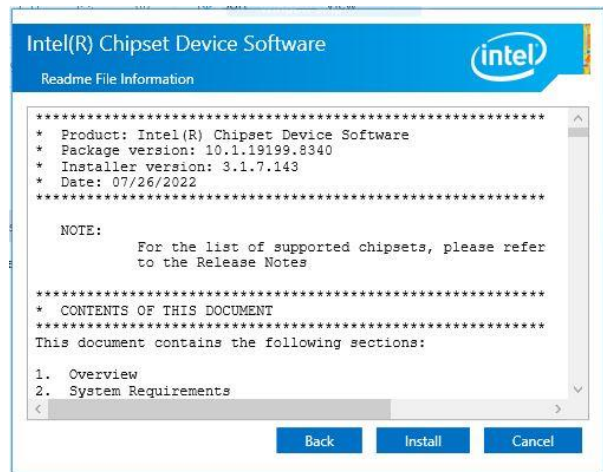 Intel(R) Chipset Device Software
intel
Readme File Information
************************************************************
*  Product: Intel(R) Chipset Device Software
*  Package version: 10.1.19199.8340
*  Installer version: 3.1.7.143
*  Date: 07/26/2022
************************************************************
NOTE:
For the list of supported chipsets, please refer
to the Release Notes
************************************************************
*  CONTENTS OF THIS DOCUMENT
************************************************************
This document contains the following sections:
1.  Overview
2.  System Requirements
Back Install Cancel